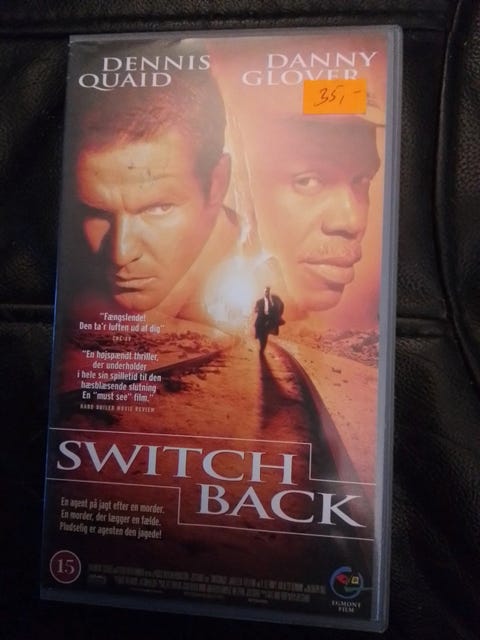 DENNIS QUAID
DANNY GLOVER
35,-
"Fængslende!
Den ta'r luften ud af dig"
"En højspændt thriller,
der underholder
i hele sin spilletid til den
hæsblæsende slutning
En "must see" film."
HARD BOILED MOVIE REVIEW
SWITCH
BACK
En agent på jagt efter en morder.
En morder, der lægger en fælde.
Pludselig er agenten den jagede!
15
EGMONT
FILM